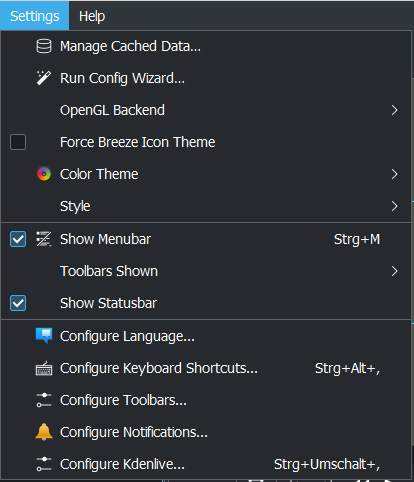 Settings Help
Manage Cached Data...
Run Config Wizard...
OpenGL Backend
Force Breeze Icon Theme
Color Theme
Style
Show Menubar Strg+M
Toolbars Shown
Show Statusbar
Configure Language...
Configure Keyboard Shortcuts... Strg+Alt+,
Configure Toolbars...
Configure Notifications...
Configure Kdenlive... Strg+Umschalt+,